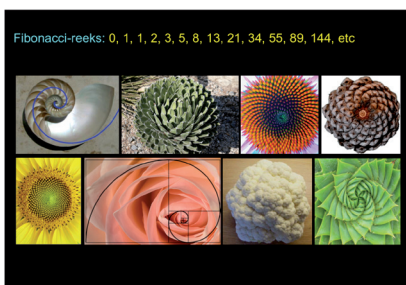 Fibonacci-reeks: 0, 1, 1, 2, 3, 5, 8, 13, 21, 34, 55, 89, 144, etc